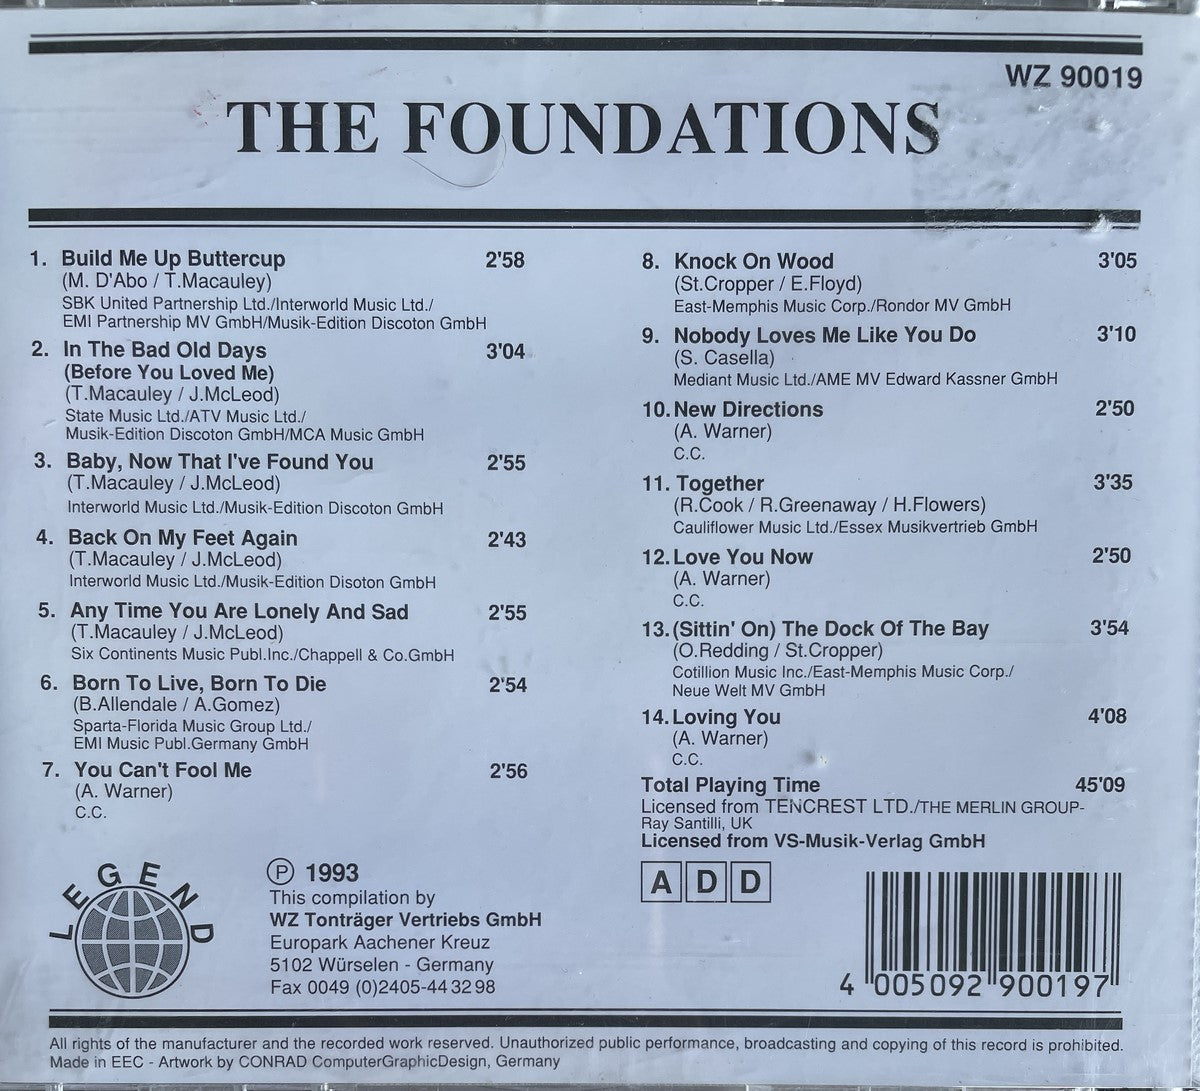 WZ 90019
THE FOUNDATIONS
1. Build Me Up Buttercup 2'58
(M. D'Abo / T.Macauley)
SBK United Partnership Ltd./Interworld Music Ltd./
EMI Partnership MV GmbH/Musik-Edition Discoton GmbH
2. In The Bad Old Days 3'04
(Before You Loved Me)
(T.Macauley / J.McLeod)
State Music Ltd./ATV Music Ltd./
Musik-Edition Discoton GmbH/MCA Music GmbH
3. Baby, Now That I've Found You 2'55
(T.Macauley / J.McLeod)
Interworld Music Ltd./Musik-Edition Discoton GmbH
4. Back On My Feet Again 2'43
(T.Macauley / J.McLeod)
Interworld Music Ltd./Musik-Edition Disoton GmbH
5. Any Time You Are Lonely And Sad 2'55
(T.Macauley / J.McLeod)
Six Continents Music Publ.Inc./Chappell & Co.GmbH
6. Born To Live, Born To Die 2'54
(B.Allendale / A.Gomez)
Sparta-Florida Music Group Ltd./
EMI Music Publ.Germany GmbH
7. You Can't Fool Me 2'56
(A. Warner)
C.C.
8. Knock On Wood 3'05
(St.Cropper / E.Floyd)
East-Memphis Music Corp./Rondor MV GmbH
9. Nobody Loves Me Like You Do 3'10
(S. Casella)
Mediant Music Ltd./AME MV Edward Kassner GmbH
10. New Directions 2'50
(A. Warner)
C.C.
11. Together 3'35
(R.Cook / R.Greenaway / H.Flowers)
Cauliflower Music Ltd./Essex Musikvertrieb GmbH
12. Love You Now 2'50
(A. Warner)
C.C.
13. (Sittin' On) The Dock Of The Bay 3'54
(O.Redding / St.Cropper)
Cotillion Music Inc./East-Memphis Music Corp./
Neue Welt MV GmbH
14. Loving You 4'08
(A. Warner)
C.C.
Total Playing Time 45'09
Licensed from TENCREST LTD./THE MERLIN GROUP-
Ray Santilli, UK
Licensed from VS-Musik-Verlag GmbH
LEGEND
Ⓟ 1993
This compilation by
WZ Tonträger Vertriebs GmbH
Europark Aachener Kreuz
5102 Würselen - Germany
Fax 0049 (0)2405-44 32 98
A D D
4 005092 900197
All rights of the manufacturer and the recorded work reserved. Unauthorized public performance, broadcasting and copying of this record is prohibited.
Made in EEC - Artwork by CONRAD ComputerGraphicDesign, Germany